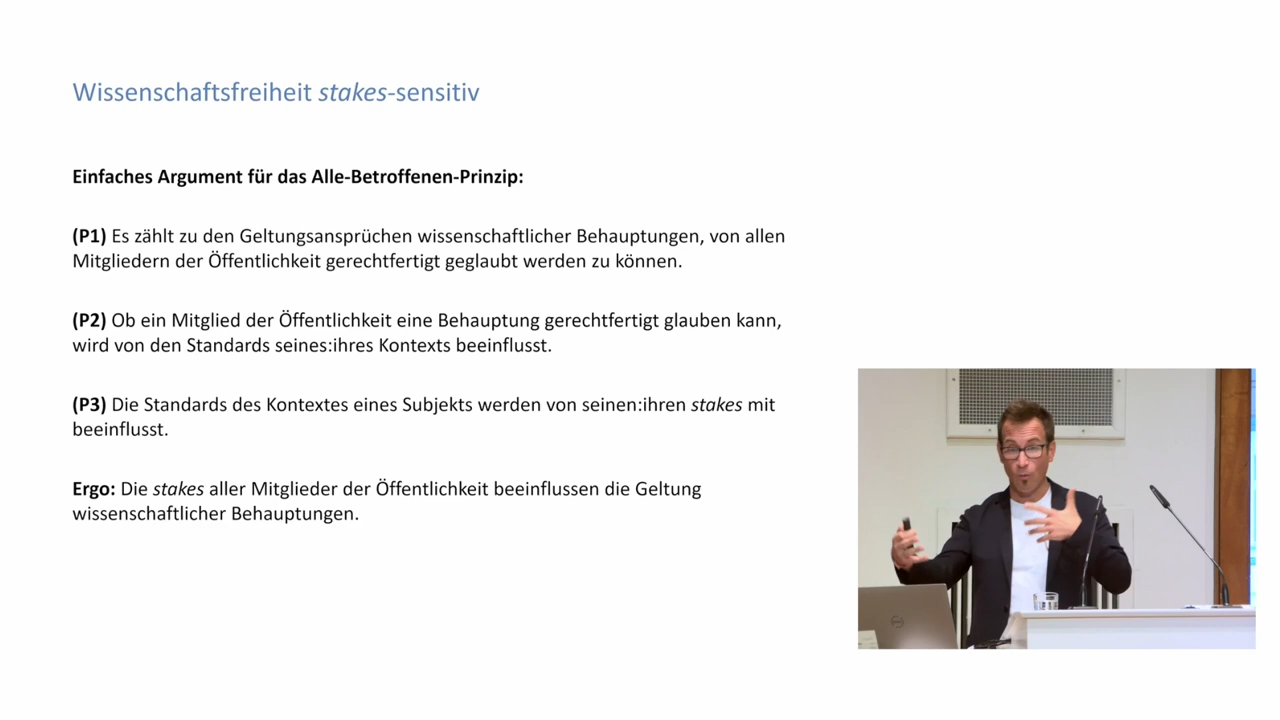 Wissenschaftsfreiheit stakes-sensitiv
Einfaches Argument für das Alle-Betroffenen-Prinzip:
(P1) Es zählt zu den Geltungsansprüchen wissenschaftlicher Behauptungen, von allen
Mitgliedern der Öffentlichkeit gerechtfertigt geglaubt werden zu können.
(P2) Ob ein Mitglied der Öffentlichkeit eine Behauptung gerechtfertigt glauben kann,
wird von den Standards seines:ihres Kontexts beeinflusst.
(P3) Die Standards des Kontextes eines Subjekts werden von seinen:ihren stakes mit
beeinflusst.
Ergo: Die stakes aller Mitglieder der Öffentlichkeit beeinflussen die Geltung
wissenschaftlicher Behauptungen.
DELL